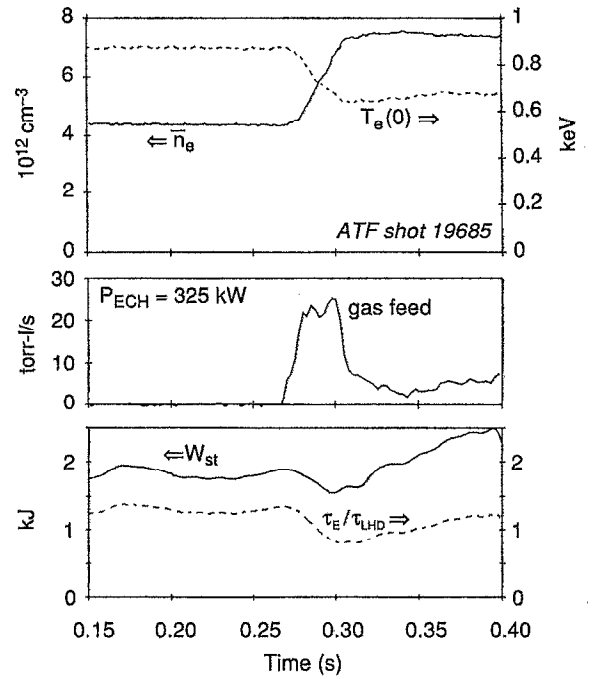 8
6
4
2
0
10¹² cm⁻³
1
0.8
0.6
0.4
0.2
0
keV
⇐ n̅e
Te(0) ⇒
ATF shot 19685
30
20
10
0
torr-l/s
PECH = 325 kW
gas feed
2
1
0
kJ
2
1
0
⇐Wst
τE/τLHD⇒
0.15 0.20 0.25 0.30 0.35 0.40
Time (s)